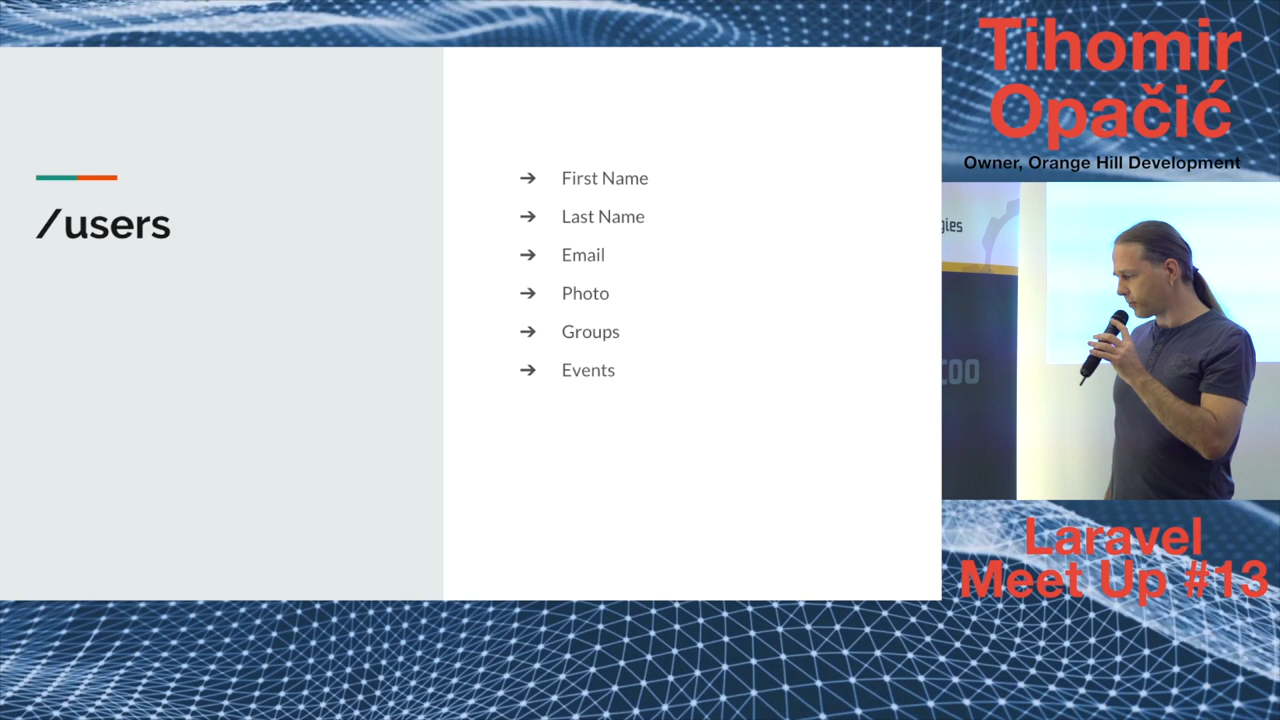 /users
➔ First Name
➔ Last Name
➔ Email
➔ Photo
➔ Groups
➔ Events
Tihomir
Opačić
Owner, Orange Hill Development
Laravel
Meet Up #13